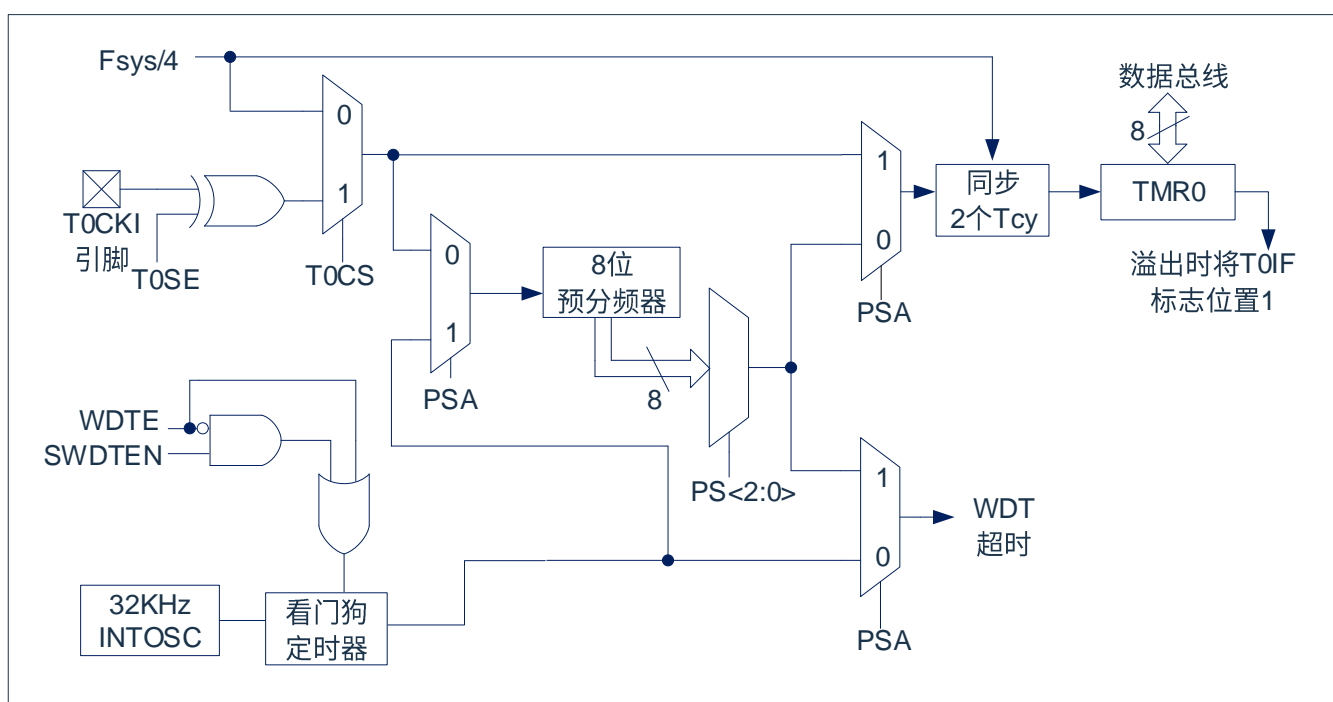 Fsys/4
数据总线
8
0
1
T0CKI
引脚
T0SE
T0CS
0
1
PSA
8位
预分频器
8
PS<2:0>
1
0
PSA
同步
2个Tcy
TMR0
溢出时将T0IF
标志位置1
WDTE
SWDTEN
32KHz
INTOSC
看门狗
定时器
1
0
PSA
WDT
超时